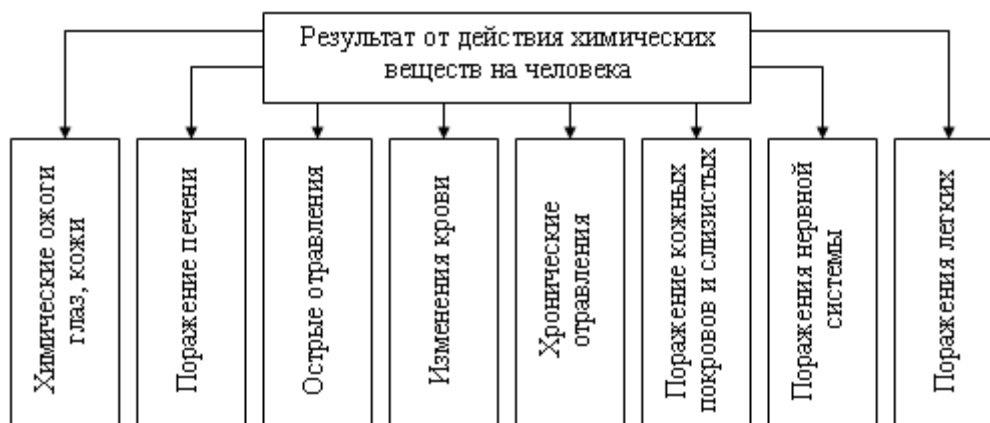 Результат от действия химических
веществ на человека
Химические ожоги
глаз, кожи
Поражение печени
Острые отравления
Изменения крови
Хронические
отравления
Поражение кожных
покровов и слизистых
Поражения нервной
системы
Поражения легких